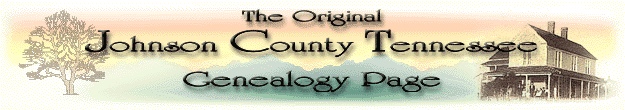 The Original
Johnson County Tennessee
Genealogy Page